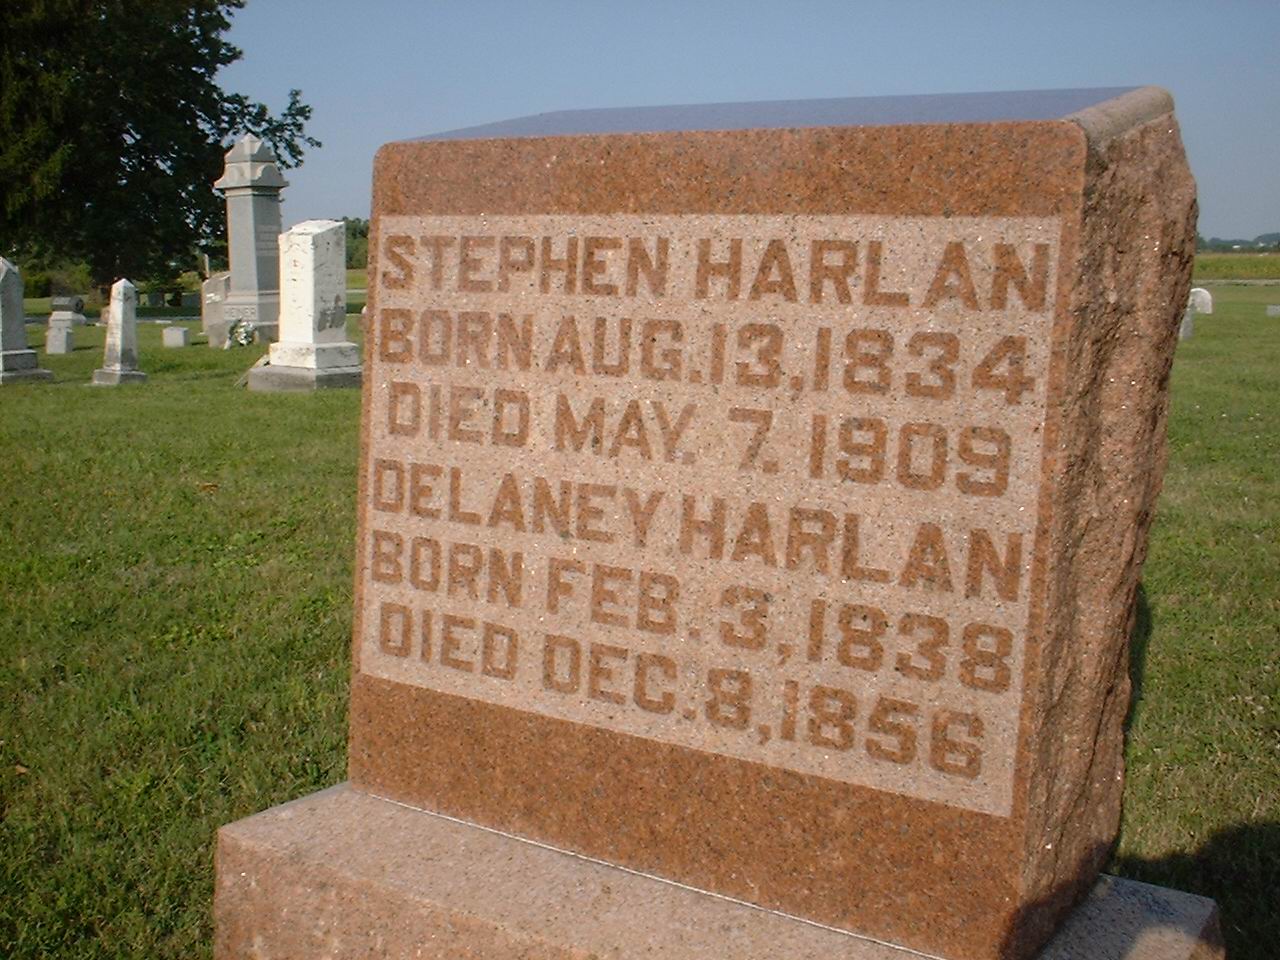 STEPHEN HARLAN
BORN AUG. 13, 1834
DIED MAY. 7. 1909
DELANEY HARLAN
BORN FEB. 3, 1838
DIED DEC. 8, 1856